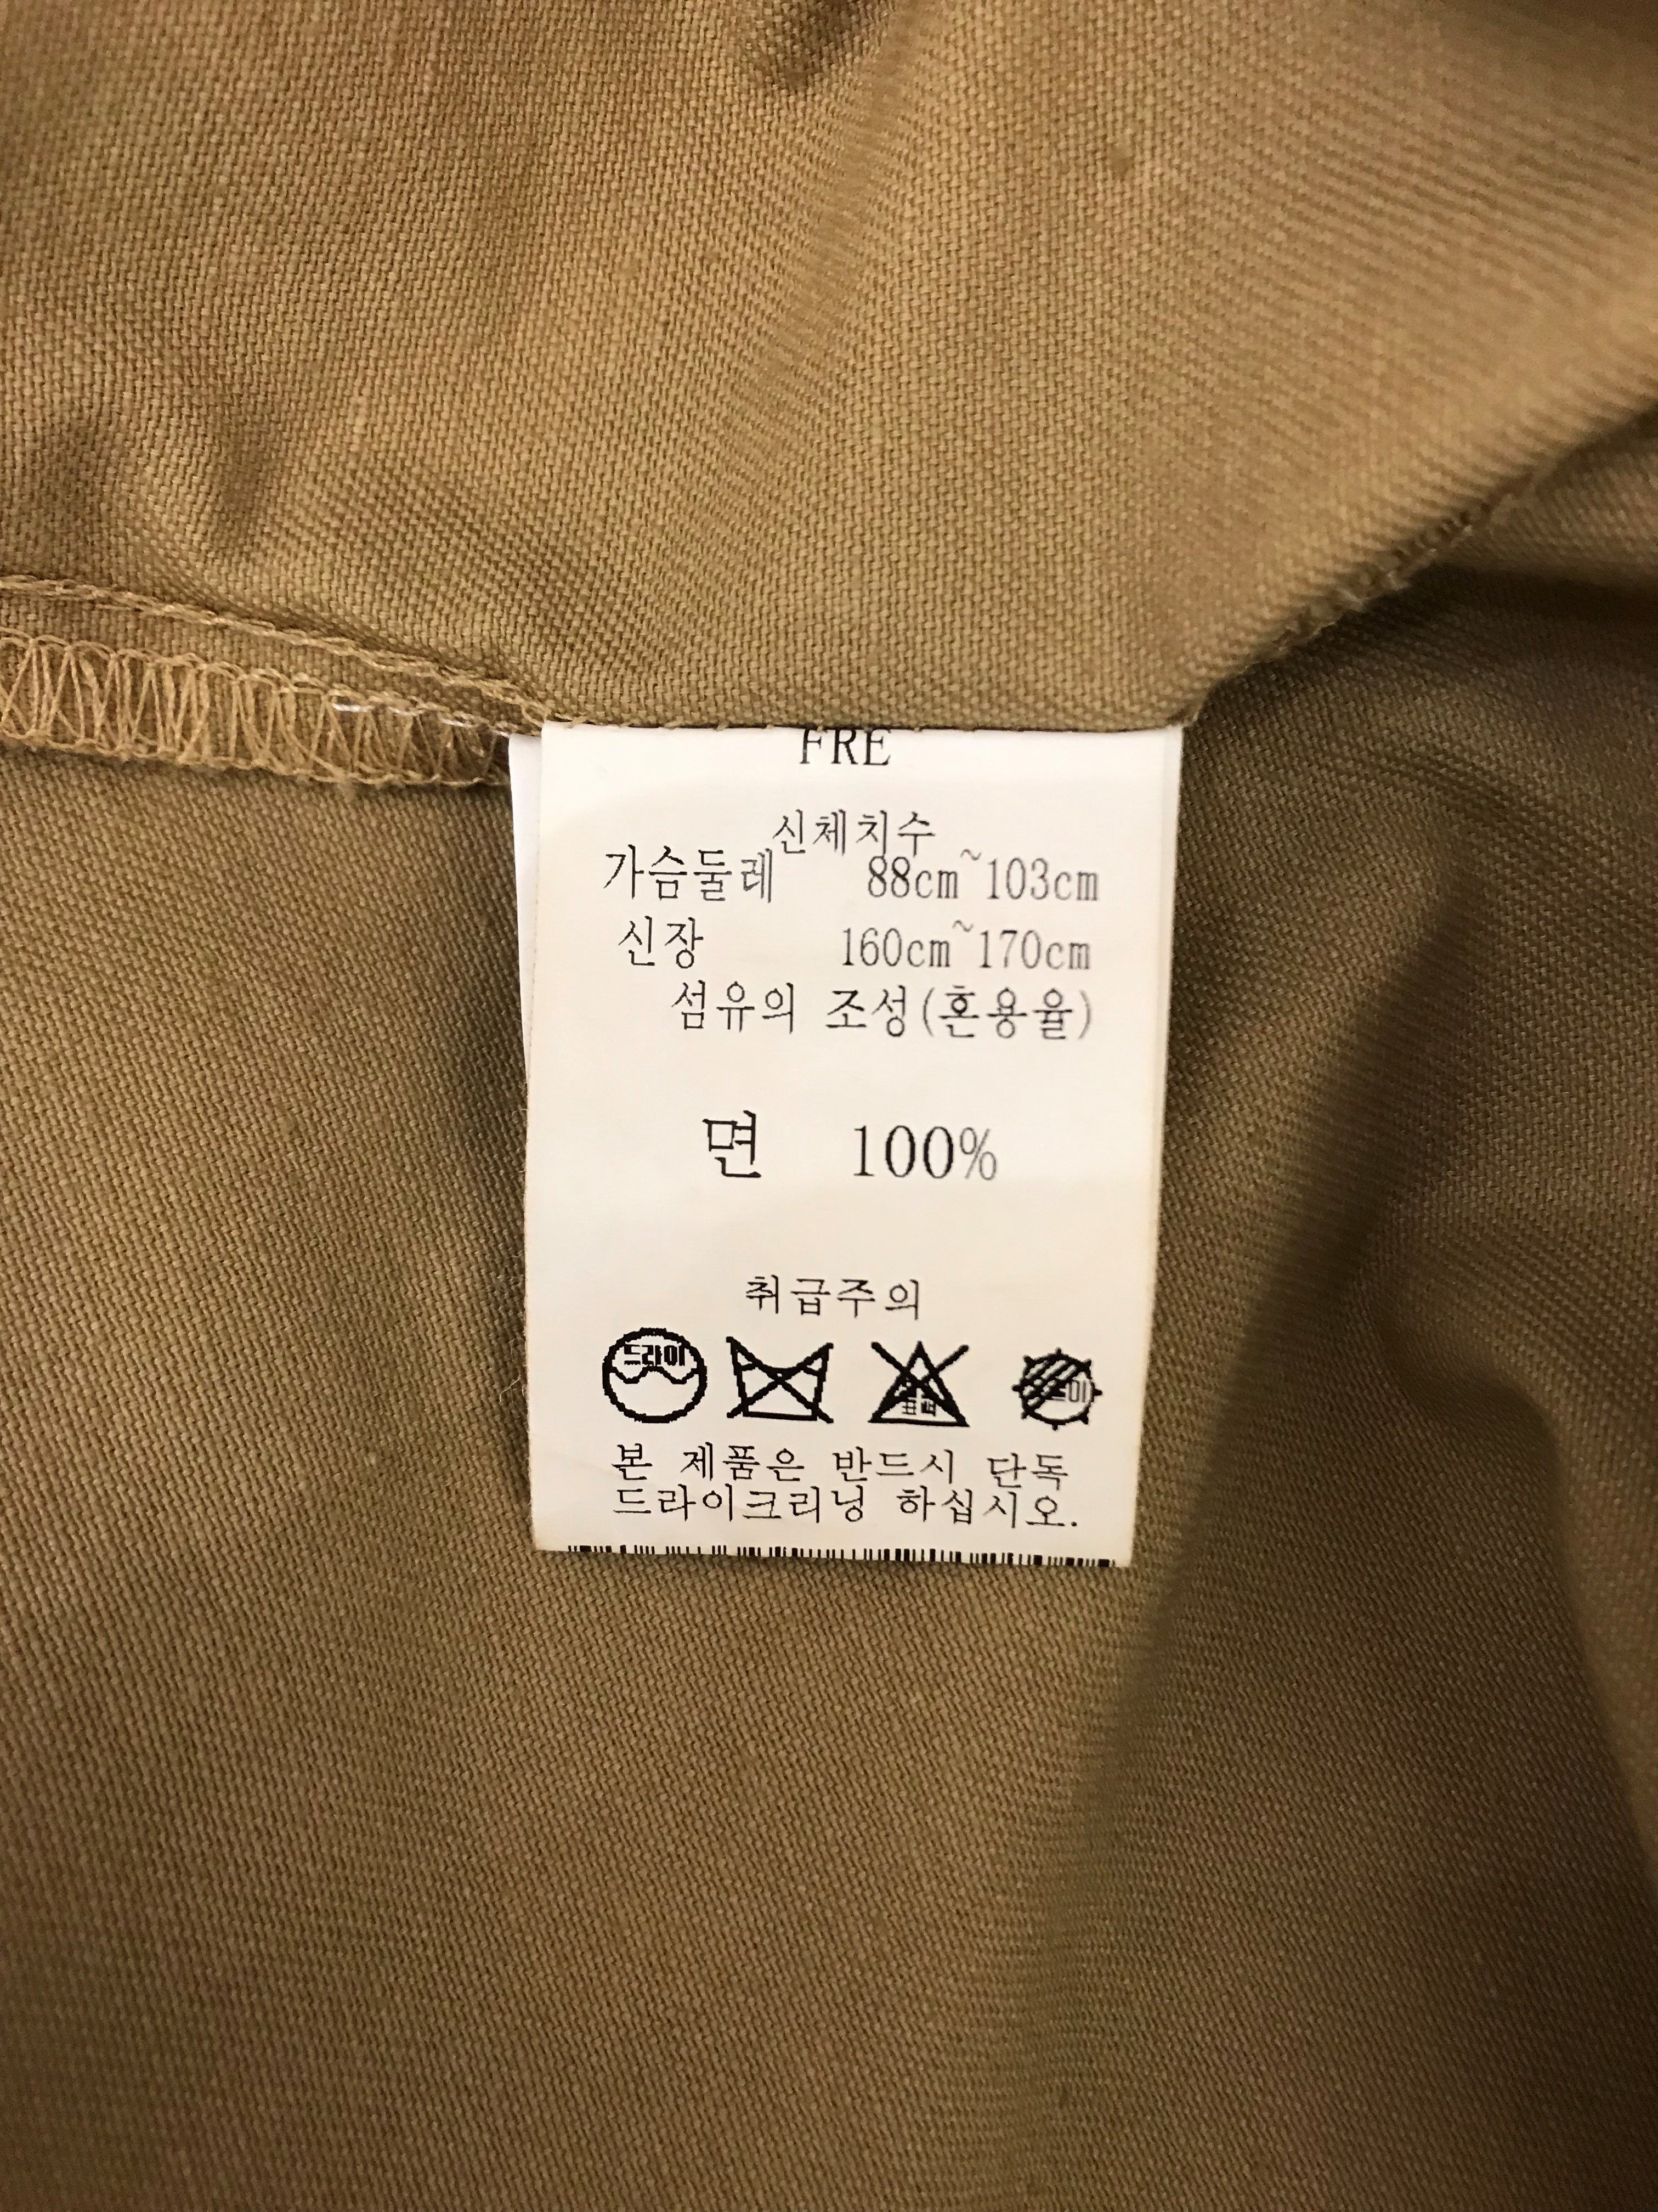 FRE
신체치수
가슴둘레 88cm~103cm
신장 160cm~170cm
섬유의 조성(혼용율)
면 100%
취급주의
드라이
본 제품은 반드시 단독
드라이크리닝 하십시오.